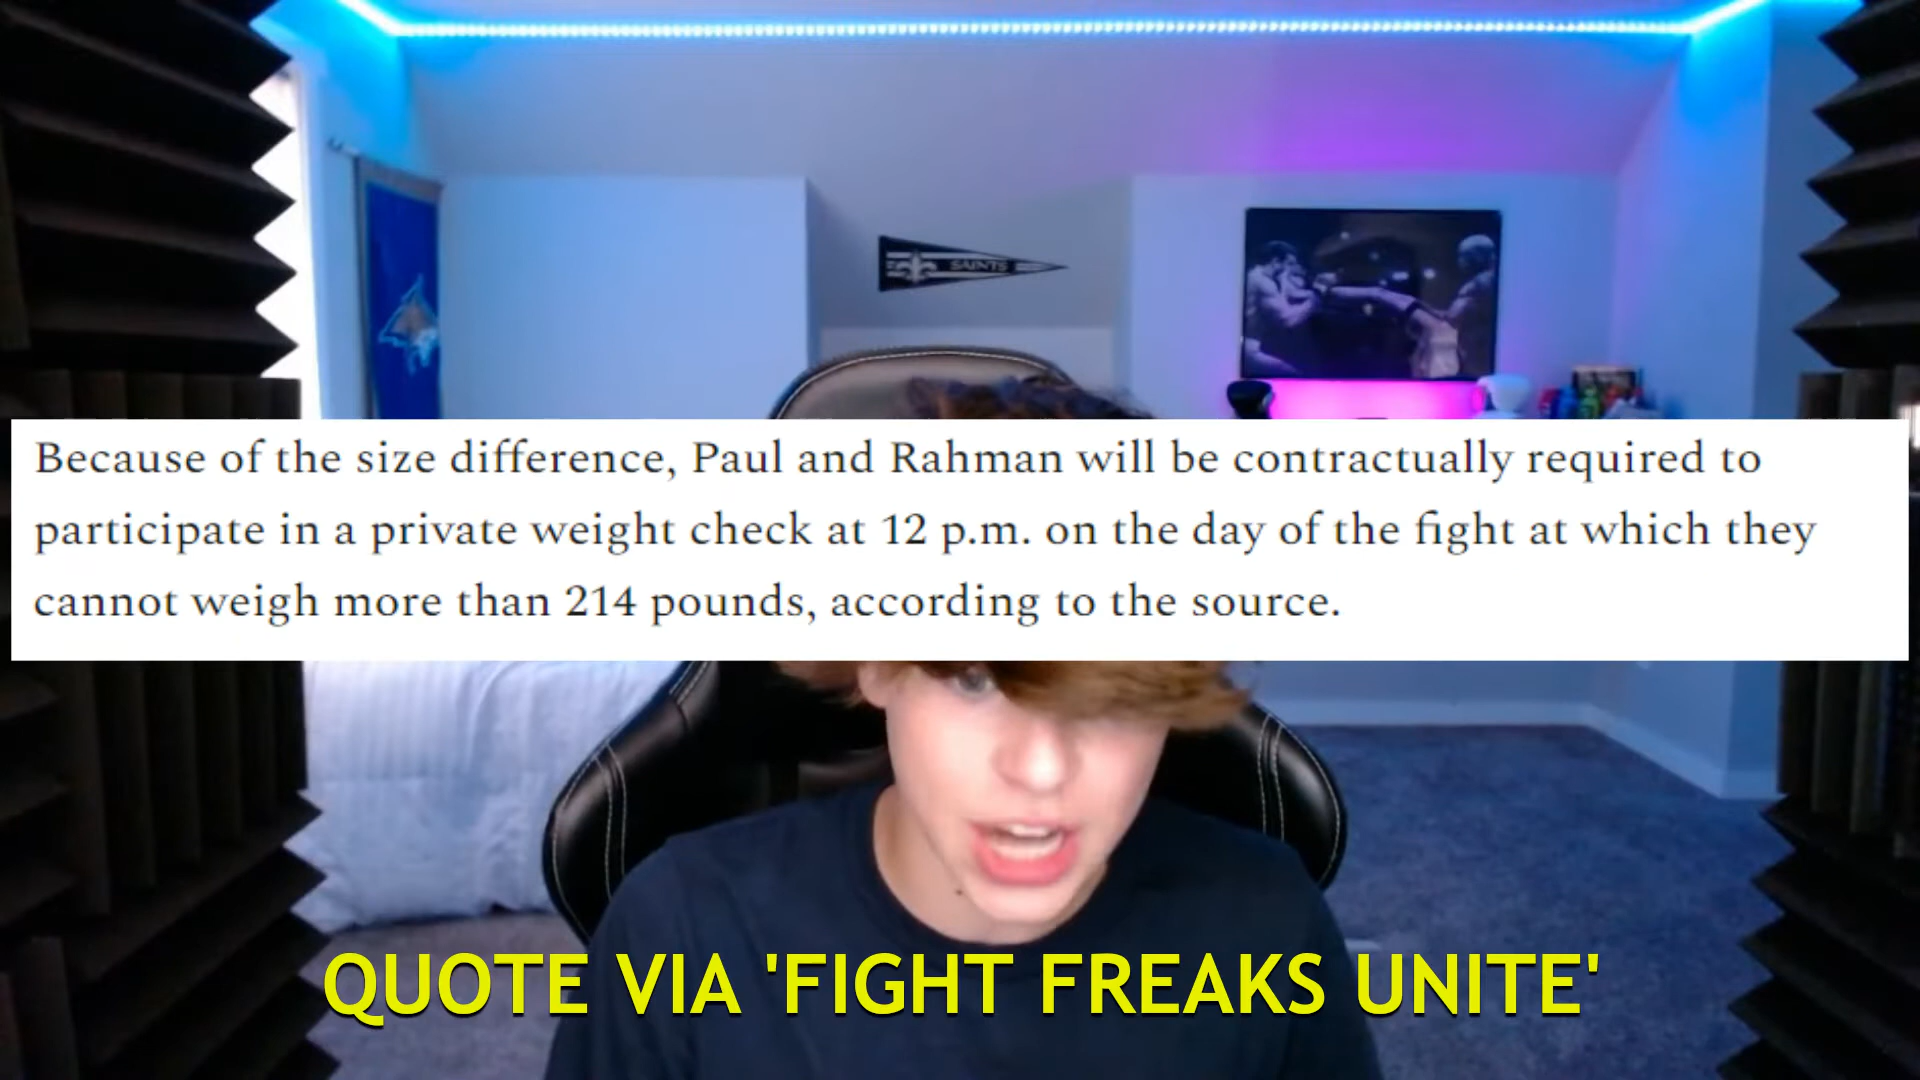 SAINTS
Because of the size difference, Paul and Rahman will be contractually required to
participate in a private weight check at 12 p.m. on the day of the fight at which they
cannot weigh more than 214 pounds, according to the source.
QUOTE VIA 'FIGHT FREAKS UNITE'